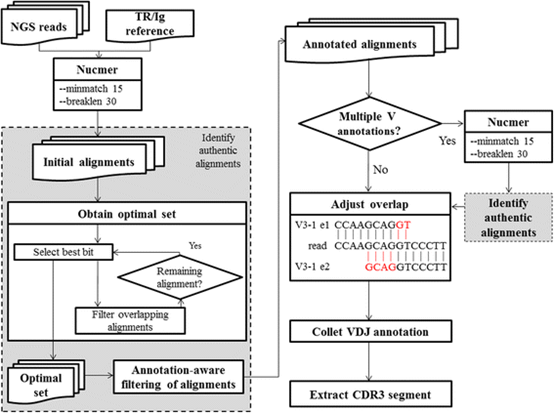 NGS reads
TR/Ig
reference
Nucmer
--minmatch 15
--breaklen 30
Identify
authentic
alignments
Initial alignments
Obtain optimal set
Select best bit
Yes
Remaining
alignment?
Filter overlapping
alignments
Optimal
set
Annotation-aware
filtering of alignments
Annotated alignments
Multiple V
annotations?
Yes
No
Nucmer
--minmatch 15
--breaklen 30
Identify
authentic
alignments
Adjust overlap
V3-1 e1 CCAAGCAGGT
read CCAAGCAGGTCCCTT
V3-1 e2 GCAGGTCCCTT
Collet VDJ annotation
Extract CDR3 segment